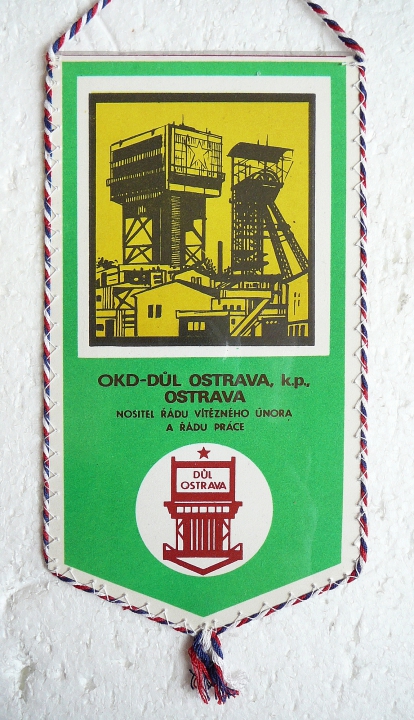 OKD-DŮL OSTRAVA, k.p.,
OSTRAVA
NOSITEL ŘÁDU VÍTĚZNÉHO ÚNORA
A ŘÁDU PRÁCE
DŮL
OSTRAVA